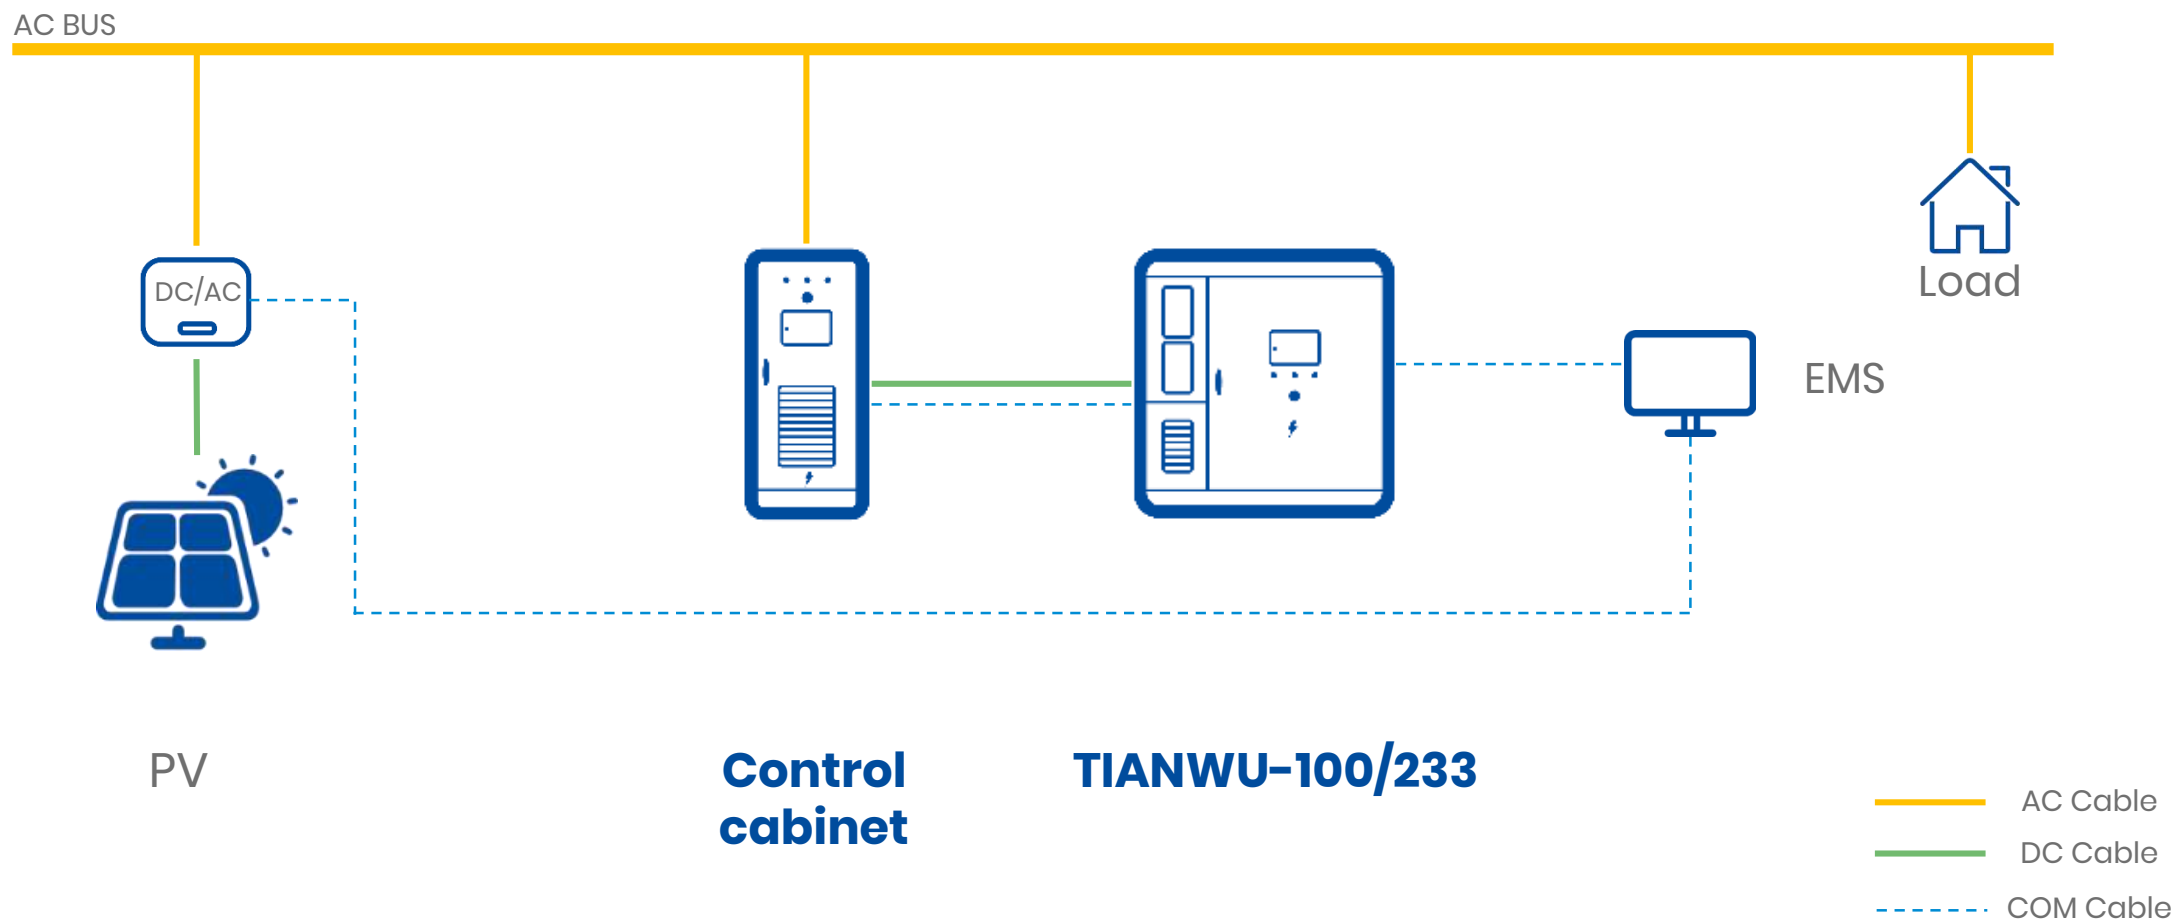 AC BUS
DC/AC
Load
EMS
PV
Control
cabinet
TIANWU-100/233
AC Cable
DC Cable
COM Cable